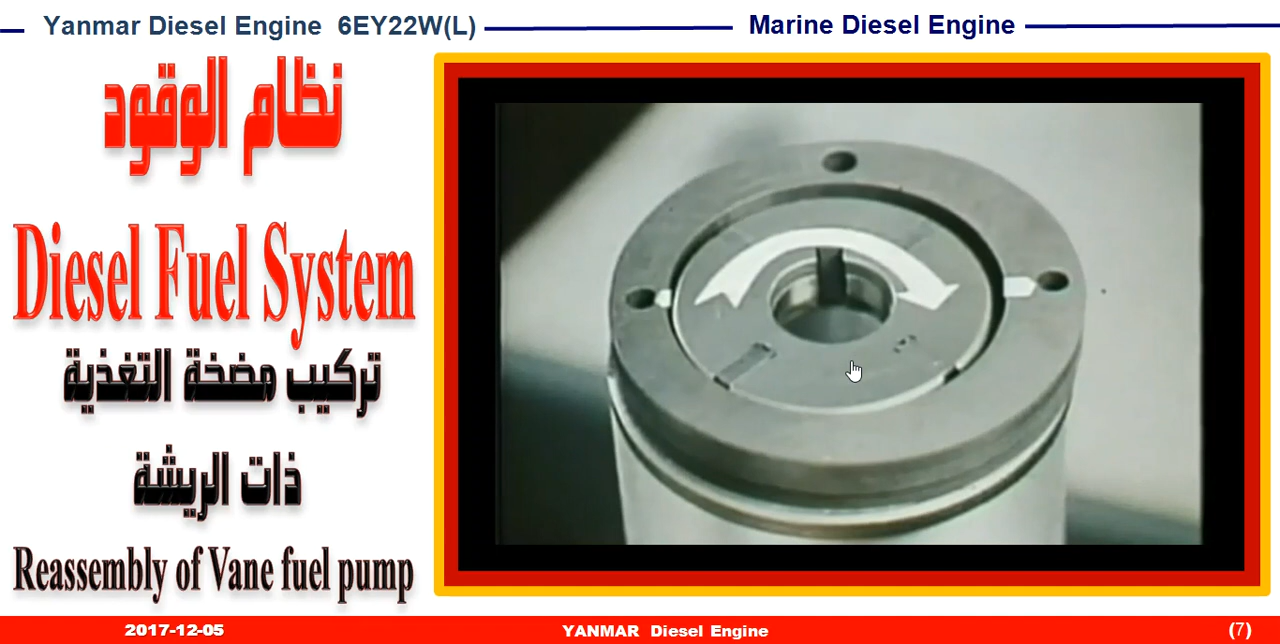 Yanmar Diesel Engine 6EY22W(L)
Marine Diesel Engine
نظام الوقود
Diesel Fuel System
تركيب مضخة التغذية
ذات الريشة
Reassembly of Vane fuel pump
2017-12-05
YANMAR Diesel Engine
(7)